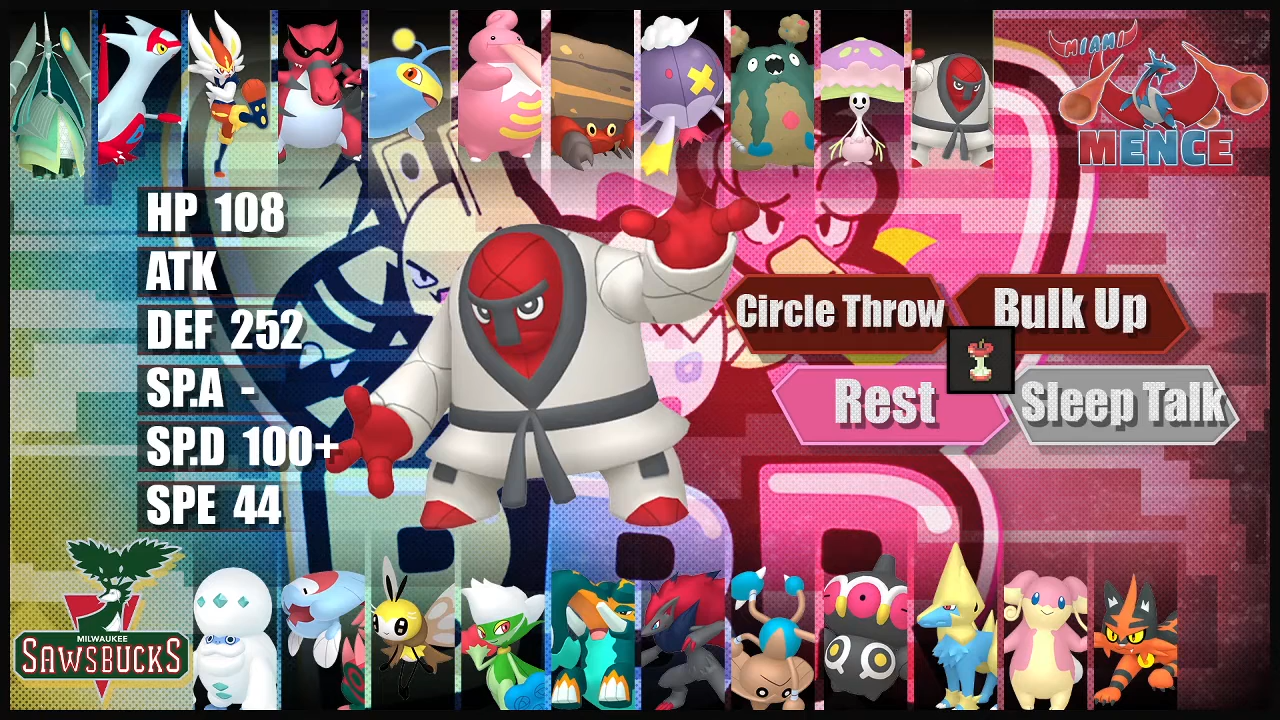 MIAMI
MENCE
HP 108
ATK
DEF 252
SP.A -
SP.D 100+
SPE 44
Circle Throw
Bulk Up
Rest
Sleep Talk
MILWAUKEE
SAWSBUCKS